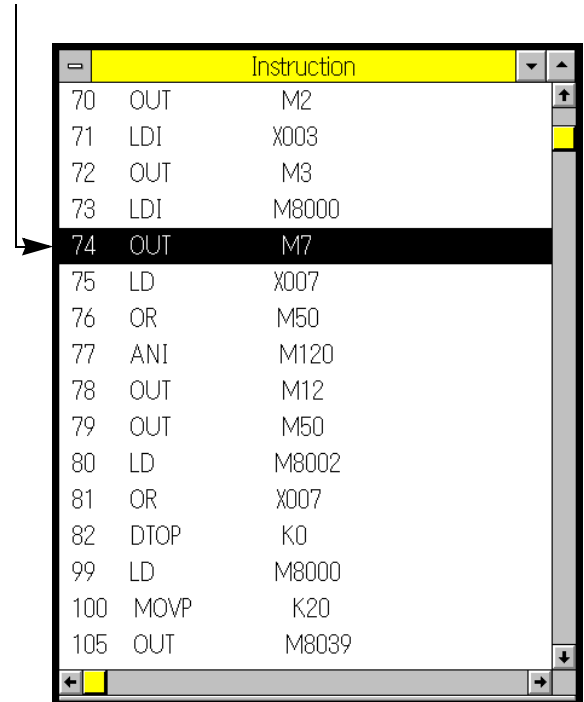 Instruction
70 OUT M2
71 LDI X003
72 OUT M3
73 LDI M8000
74 OUT M7
75 LD X007
76 OR M50
77 ANI M120
78 OUT M12
79 OUT M50
80 LD M8002
81 OR X007
82 DTOP K0
99 LD M8000
100 MOVP K20
105 OUT M8039